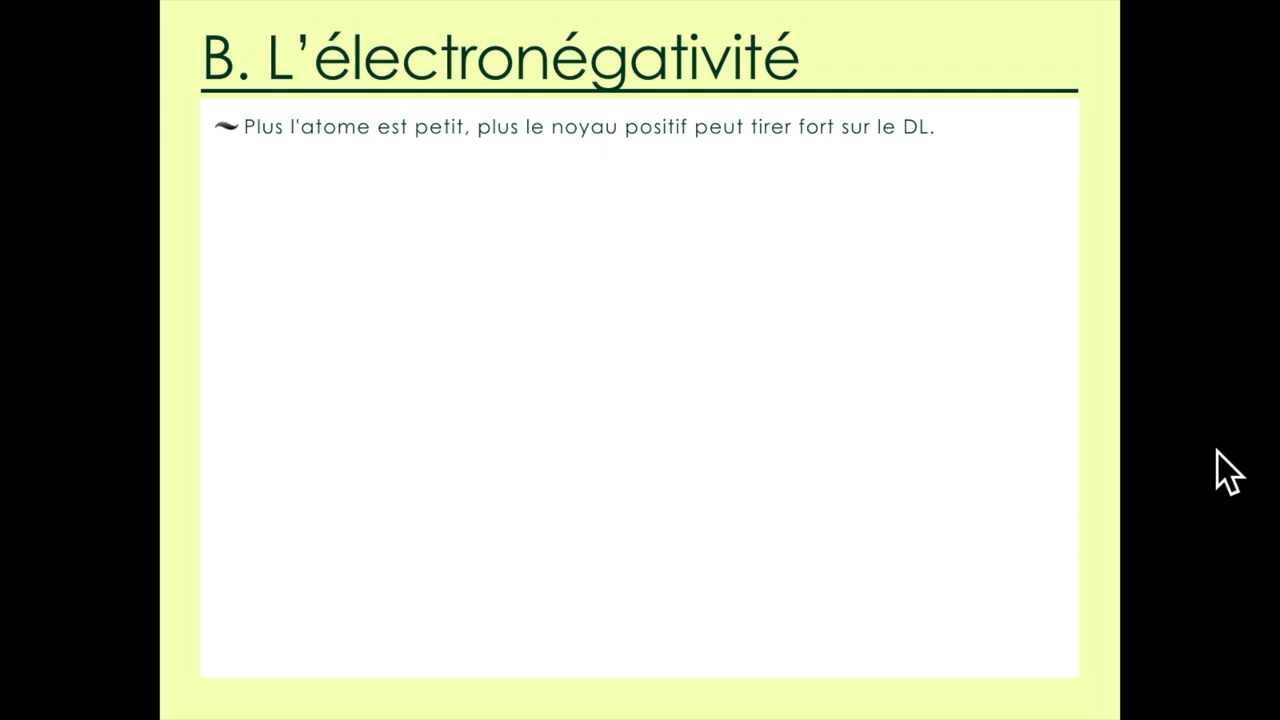 B. L’électronégativité
Plus l'atome est petit, plus le noyau positif peut tirer fort sur le DL.